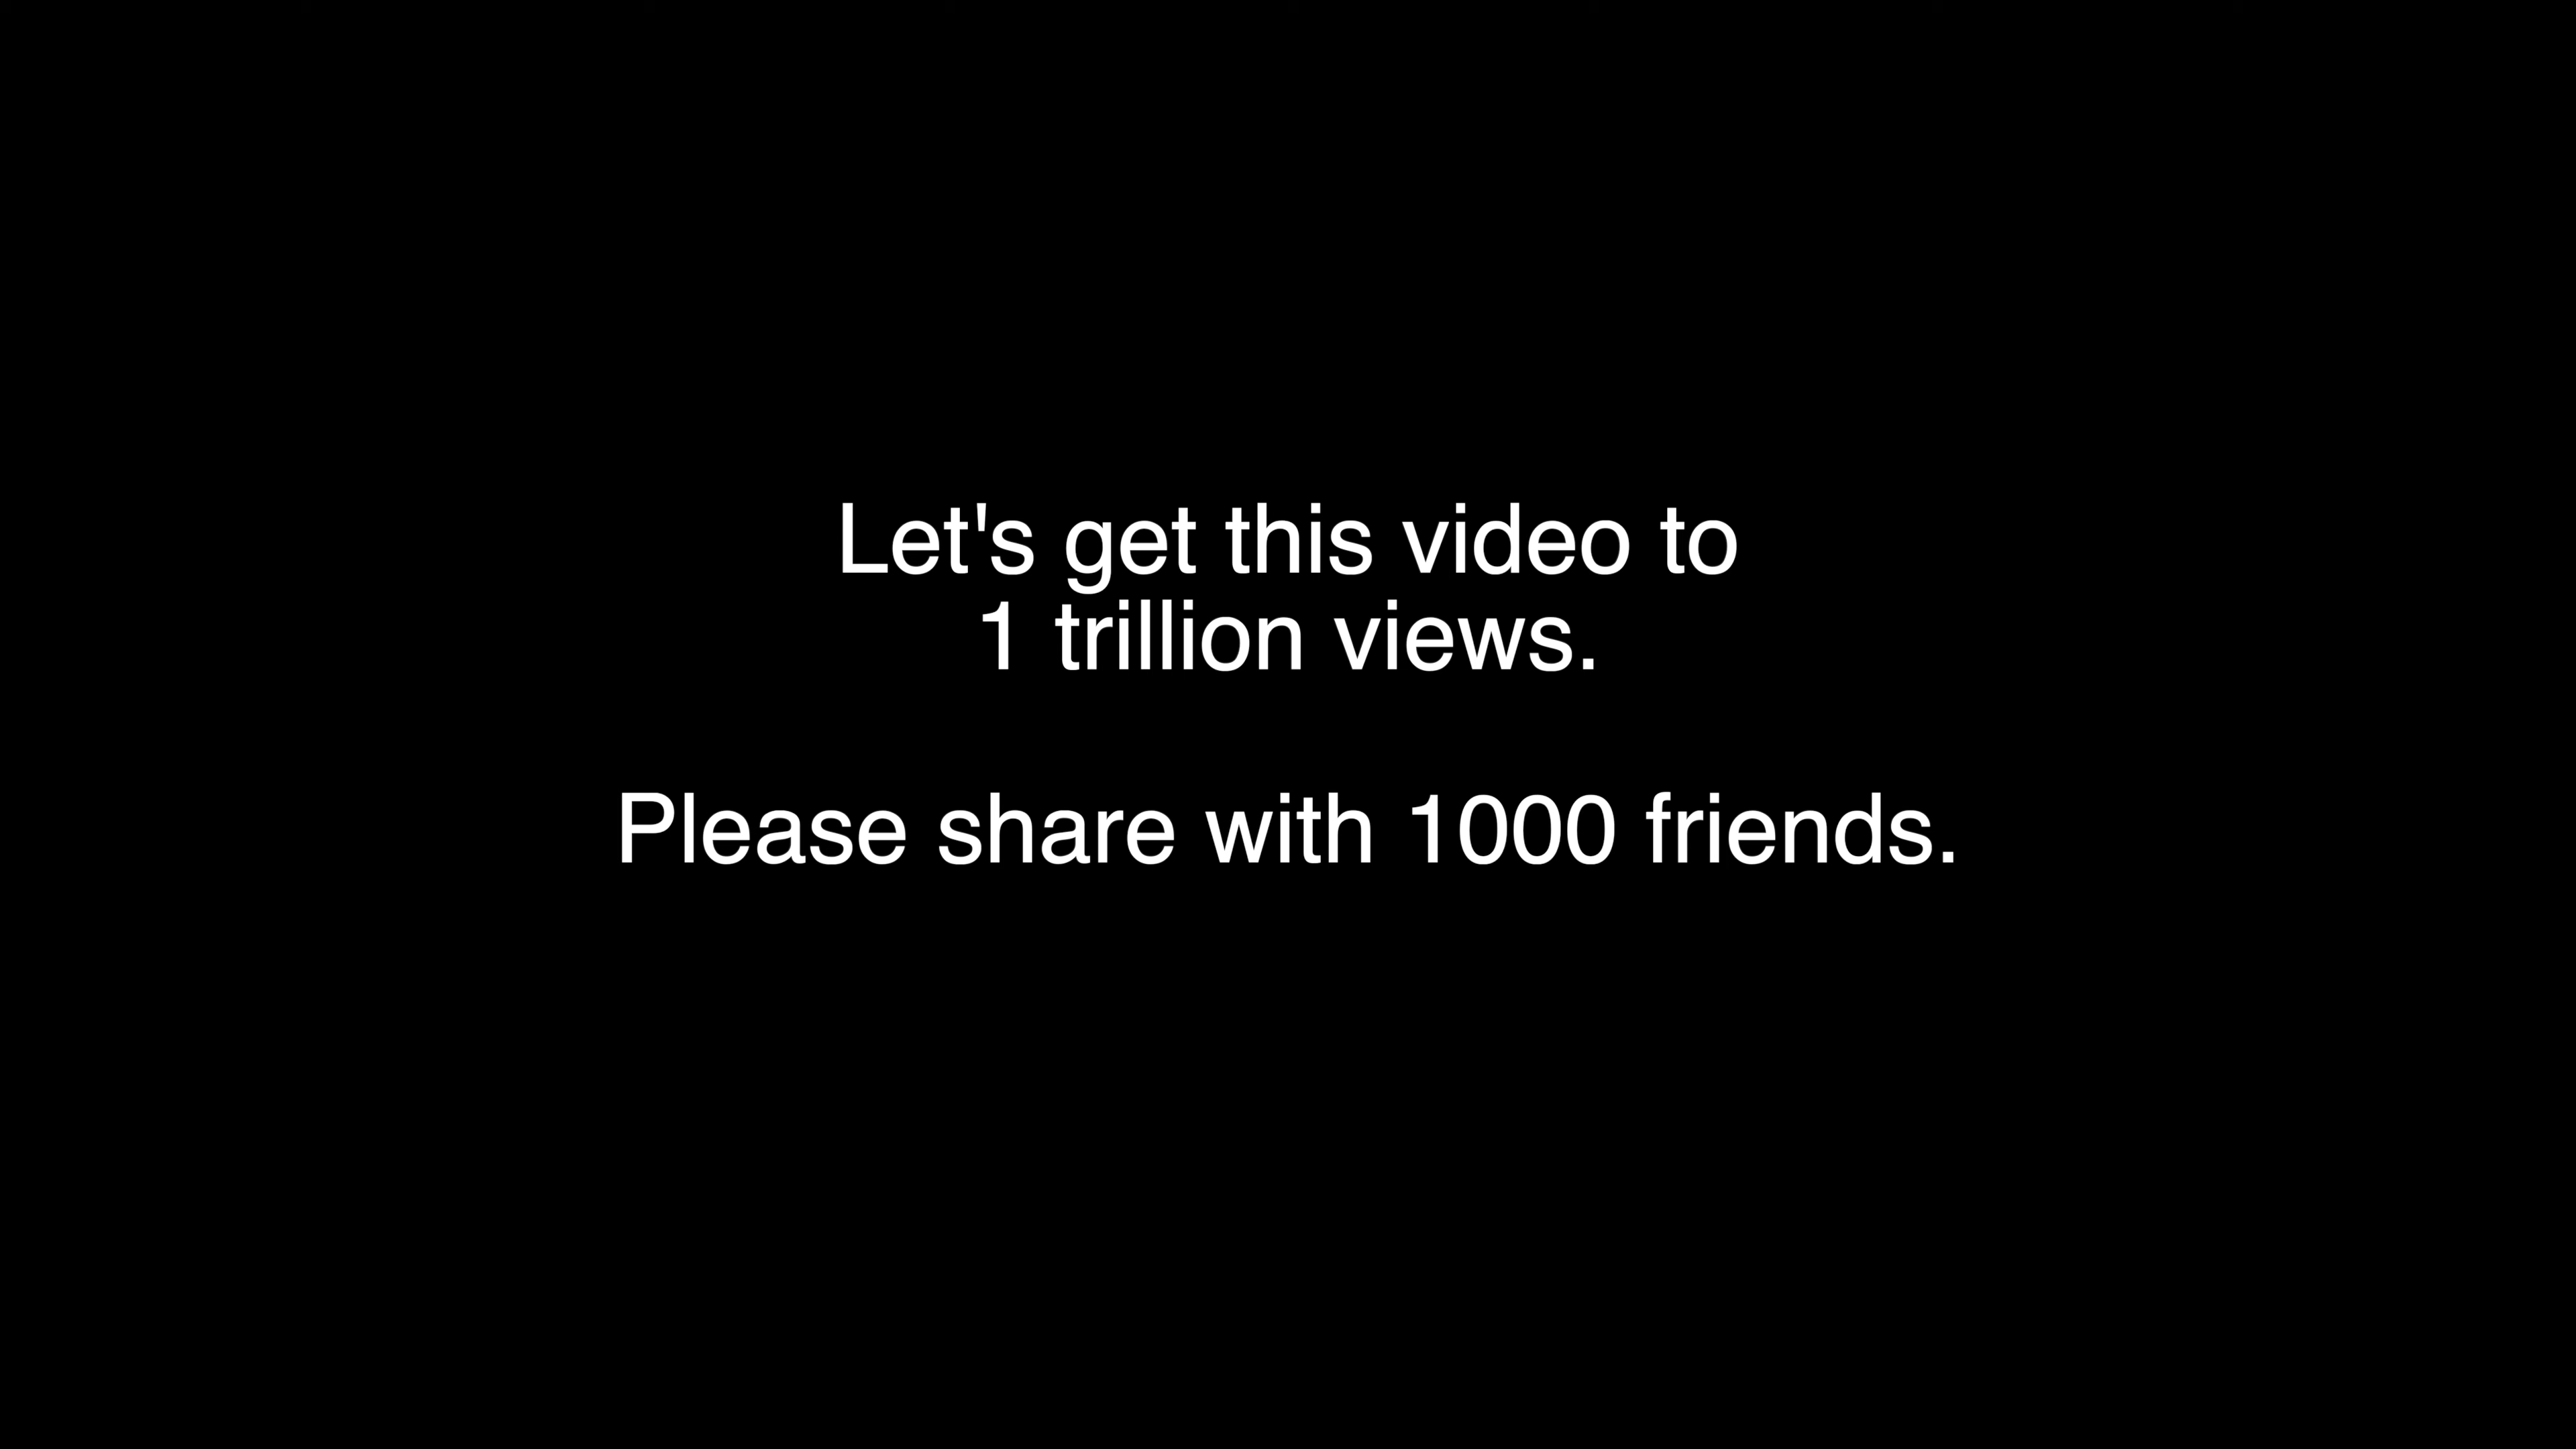 Let's get this video to
1 trillion views.
Please share with 1000 friends.